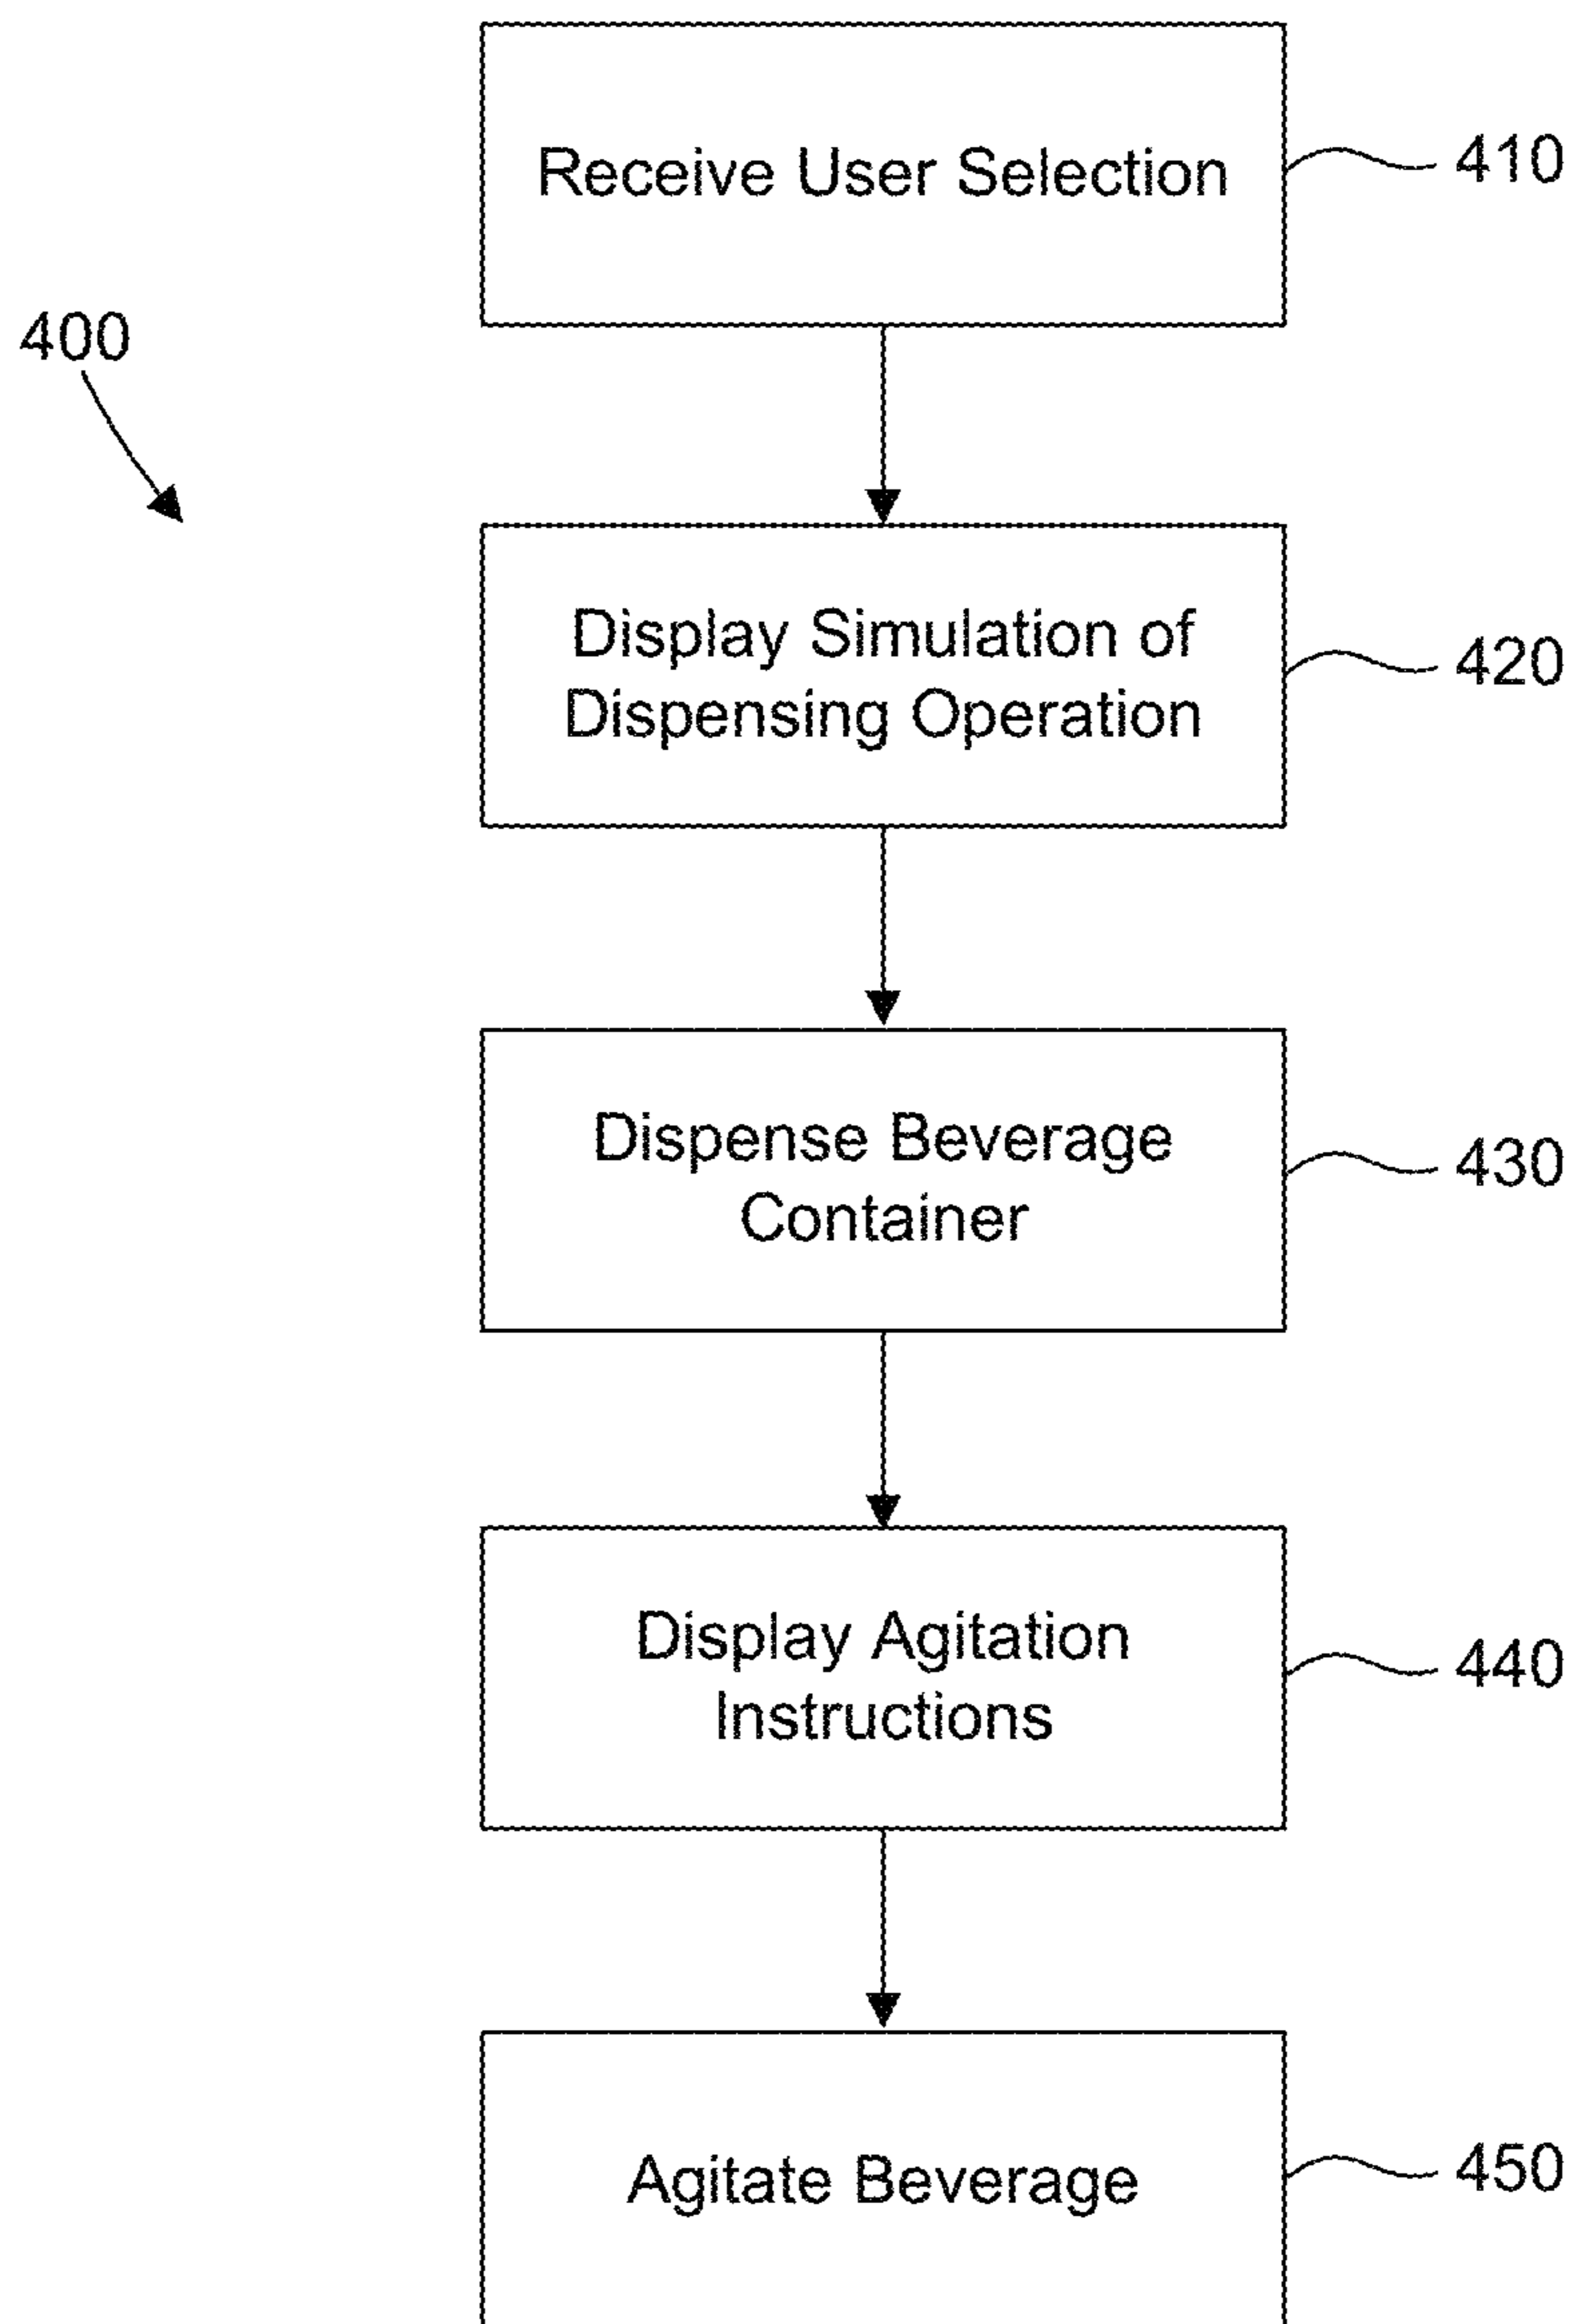 Receive User Selection
410
400
Display Simulation of
Dispensing Operation
420
Dispense Beverage
Container
430
Display Agitation
Instructions
440
Agitate Beverage
450